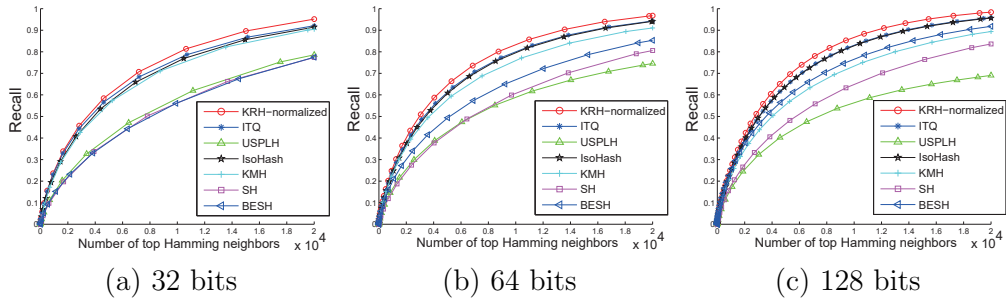 Recall
1
0.9
0.8
0.7
0.6
0.5
0.4
0.3
0.2
0.1
0
KRH−normalized
ITQ
USPLH
IsoHash
KMH
SH
BESH
0 0.2 0.4 0.6 0.8 1 1.2 1.4 1.6 1.8 2
Number of top Hamming neighbors x 10^4
(a) 32 bits
Recall
1
0.9
0.8
0.7
0.6
0.5
0.4
0.3
0.2
0.1
0
KRH−normalized
ITQ
USPLH
IsoHash
KMH
SH
BESH
0 0.2 0.4 0.6 0.8 1 1.2 1.4 1.6 1.8 2
Number of top Hamming neighbors x 10^4
(b) 64 bits
Recall
1
0.9
0.8
0.7
0.6
0.5
0.4
0.3
0.2
0.1
0
KRH−normalized
ITQ
USPLH
IsoHash
KMH
SH
BESH
0 0.2 0.4 0.6 0.8 1 1.2 1.4 1.6 1.8 2
Number of top Hamming neighbors x 10^4
(c) 128 bits